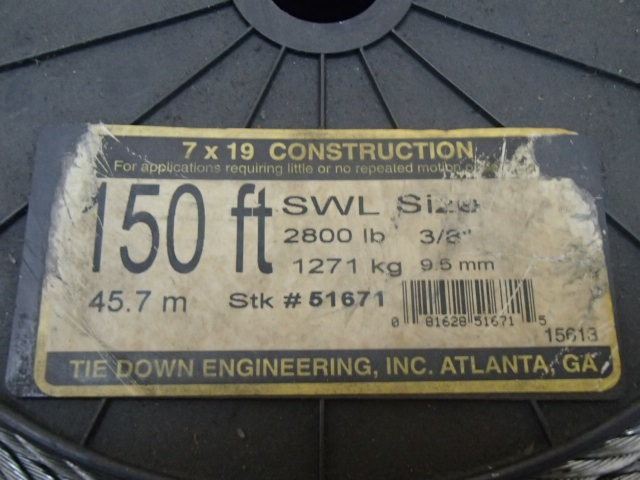 7 x 19 CONSTRUCTION
For applications requiring little or no repeated motion
150 ft SWL Size
2800 lb 3/8"
1271 kg 9.5 mm
45.7 m Stk # 51671
0 81628 51671 5
15613
TIE DOWN ENGINEERING, INC. ATLANTA, GA